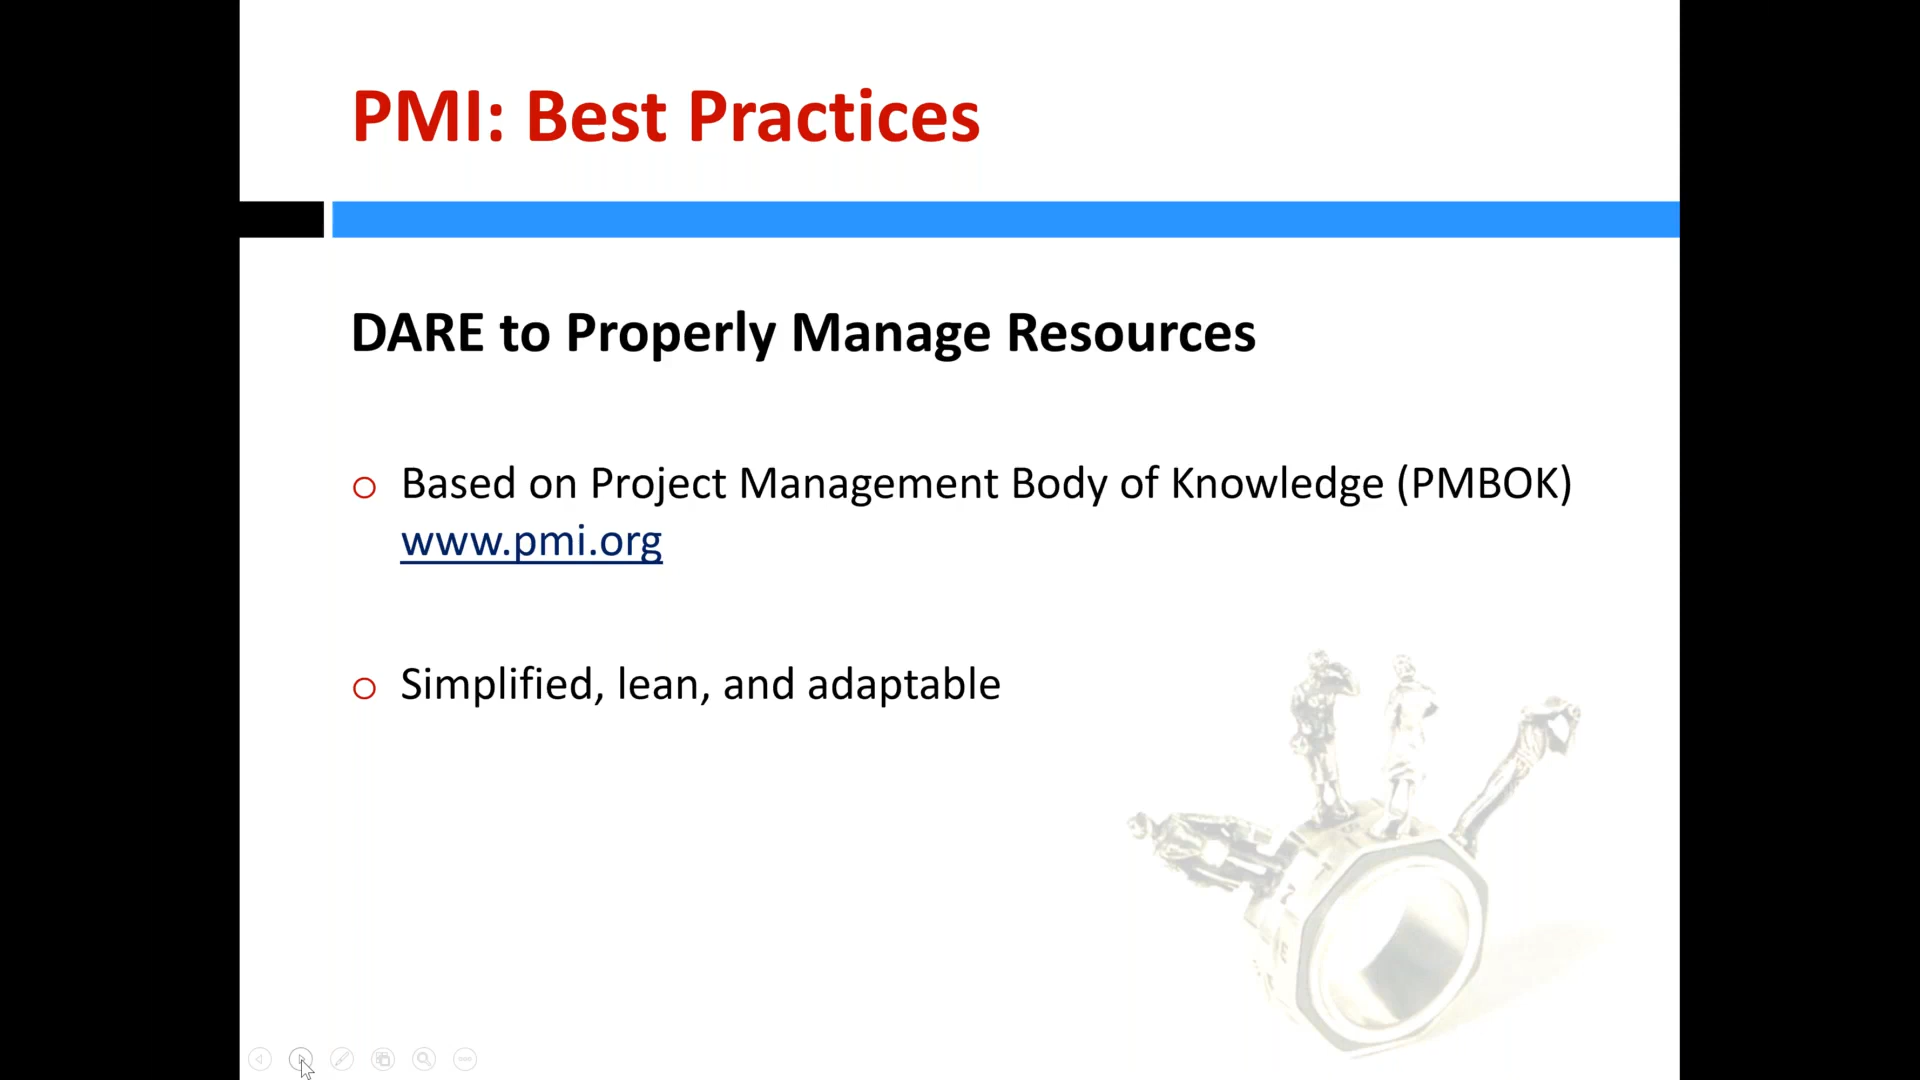 PMI: Best Practices
DARE to Properly Manage Resources
Based on Project Management Body of Knowledge (PMBOK)
www.pmi.org
Simplified, lean, and adaptable